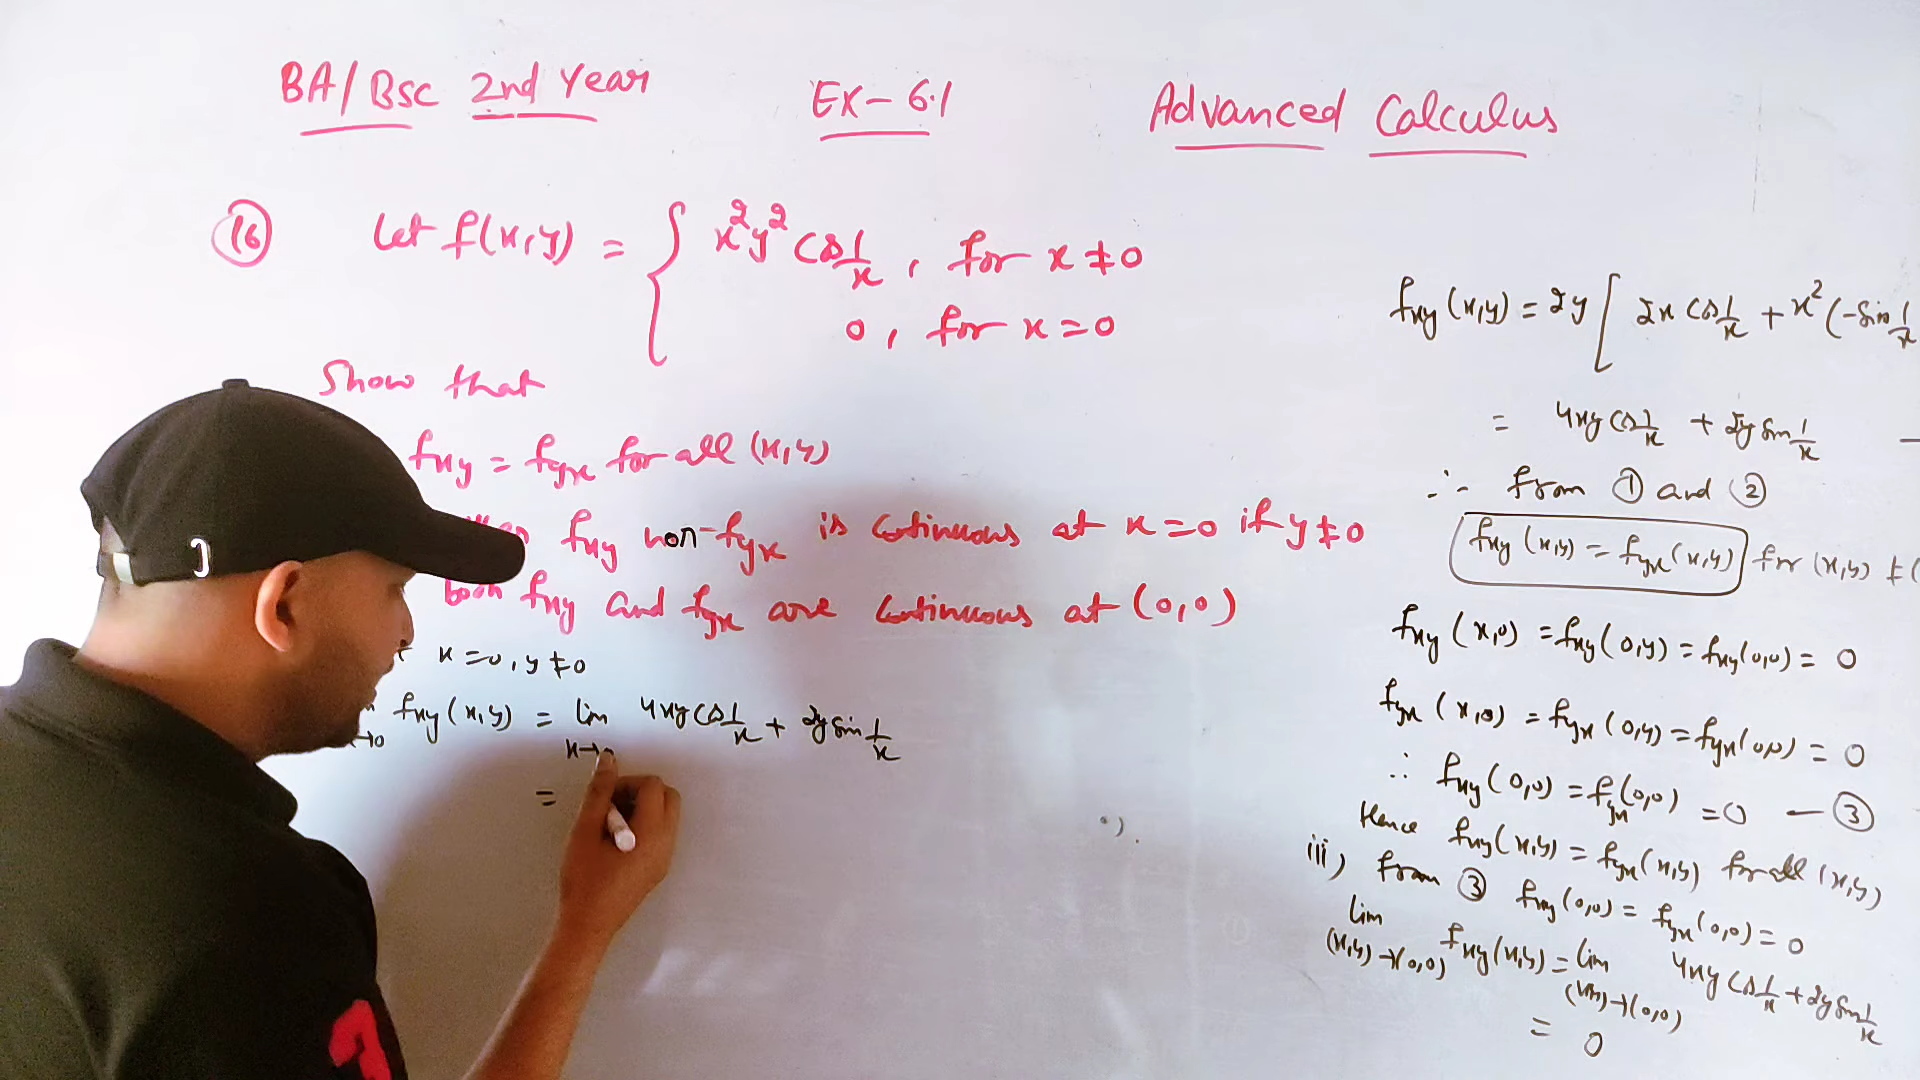 BA/Bsc 2nd Year Ex-6.1 Advanced Calculus
(16) Let f(x,y) = { x²y² cos 1/x, for x ≠ 0
0, for x = 0
Show that
fxy = fyx for all (x,y)
fxy non-fyx is continuous at x=0 if y≠0
both fxy and fyx are continuous at (0,0)
x=0, y≠0
fxy(x,y) = lim x→0 4xy cos 1/x + 2y sin 1/x
=
fxy(x,y) = 2y [ 2x cos 1/x + x² (-sin 1/x
= 4xy cos 1/x + 2y sin 1/x —
∴ from ① and ②
fxy(x,y) = fyx(x,y) for (x,y) ≠ (
fxy(x,0) = fxy(0,y) = fxy(0,0) = 0
fyx(x,0) = fyx(0,y) = fyx(0,0) = 0
∴ fxy(0,0) = fyx(0,0) = 0 — ③
Hence fxy(x,y) = fyx(x,y) for all (x,y)
iii) from ③ fxy(0,0) = fyx(0,0) = 0
lim (x,y)→(0,0) fxy(x,y) = lim (x,y)→(0,0) 4xy cos 1/x + 2y sin 1/x
= 0